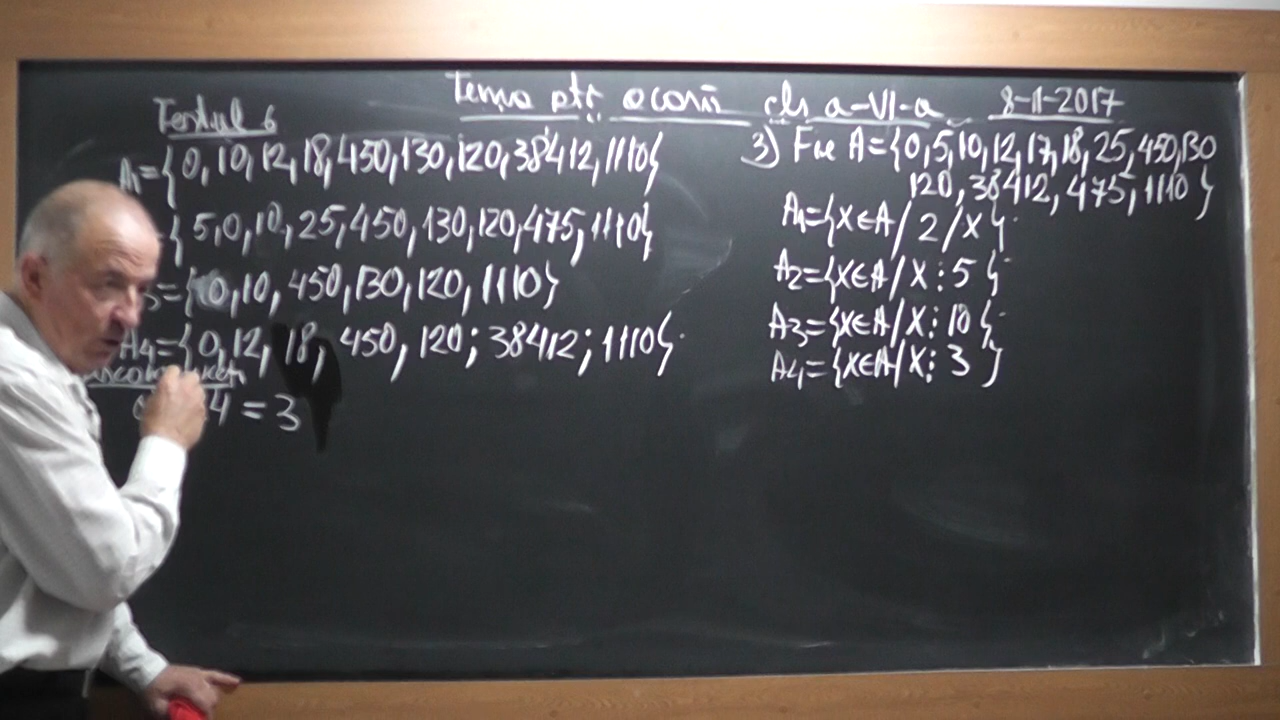 Tema ptr acasă cls a-VI-a 8-11-2017
Testul 6
A₁={0,10,12,18,450,130,120,38412,1110}
{5,0,10,25,450,130,120,475,1110}
3={0,10,450,130,120,1110}
A₄={0,12,18,450,120;38412;1110}
4=3
3) Fie A={0,5,10,12,17,18,25,450,130
120,38412,475,1110}
A₁={x∈A/2/x}
A₂={x∈A/x⋮5}
A₃={x∈A/x⋮10}
A₄={x∈A/x⋮3}